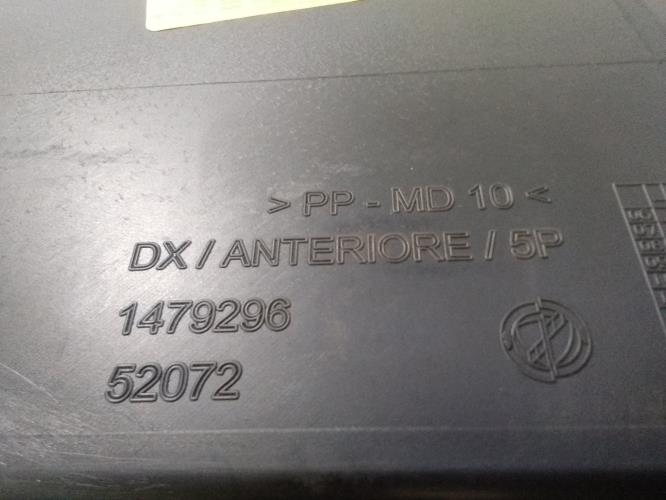 > PP - MD 10 <
DX / ANTERIORE / 5P
1479296
52072